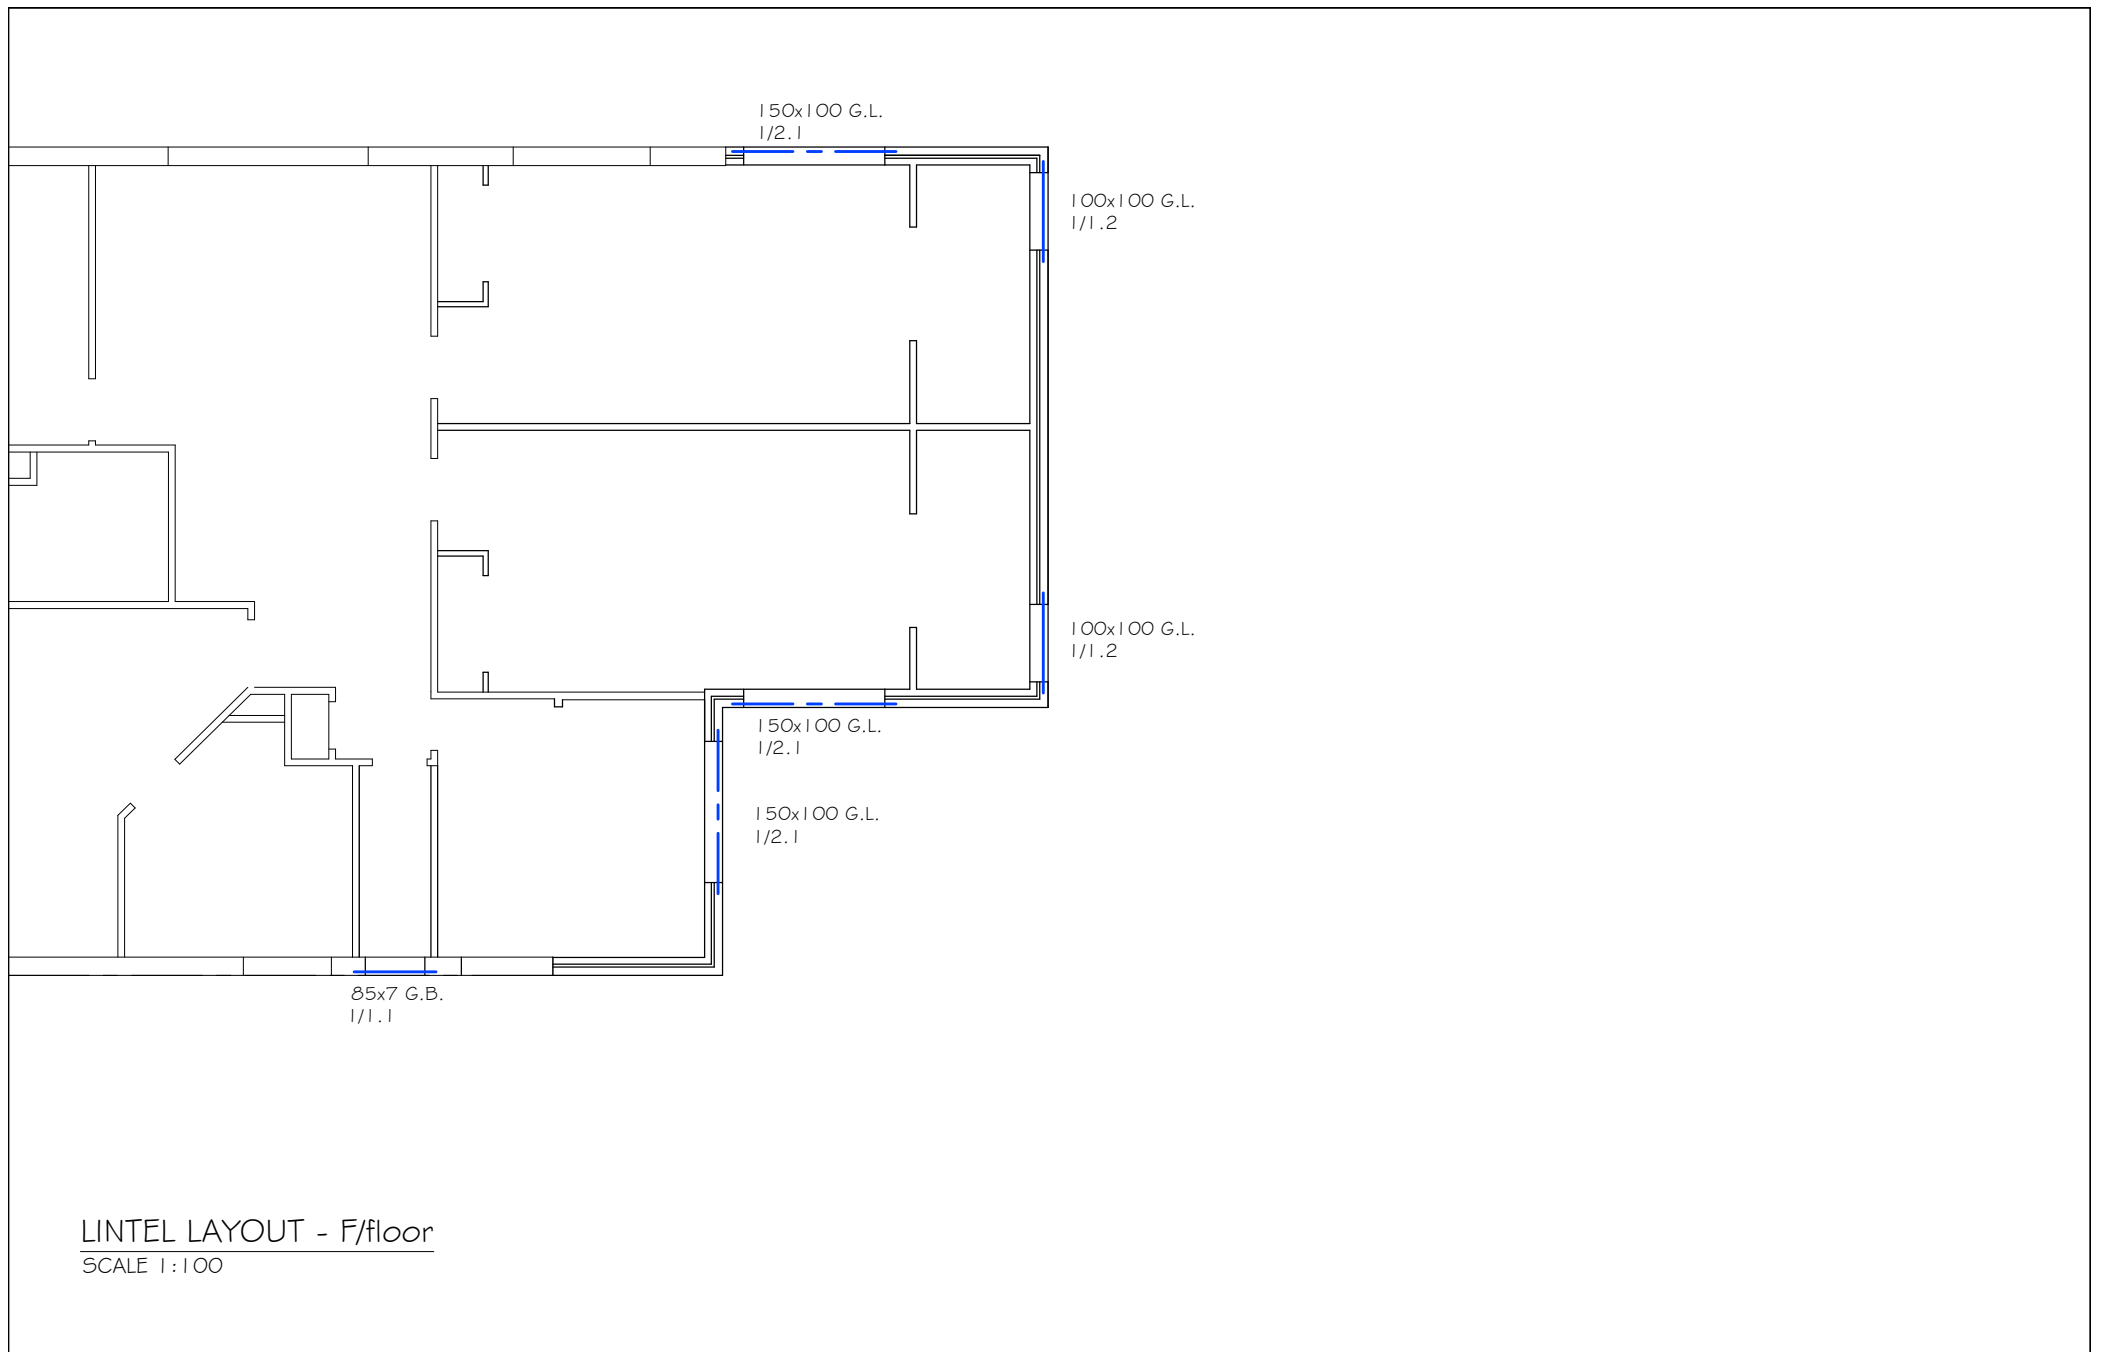 150x100 G.L.
1/2.1
100x100 G.L.
1/1.2
100x100 G.L.
1/1.2
150x100 G.L.
1/2.1
150x100 G.L.
1/2.1
85x7 G.B.
1/1.1
LINTEL LAYOUT - F/floor
SCALE 1:100